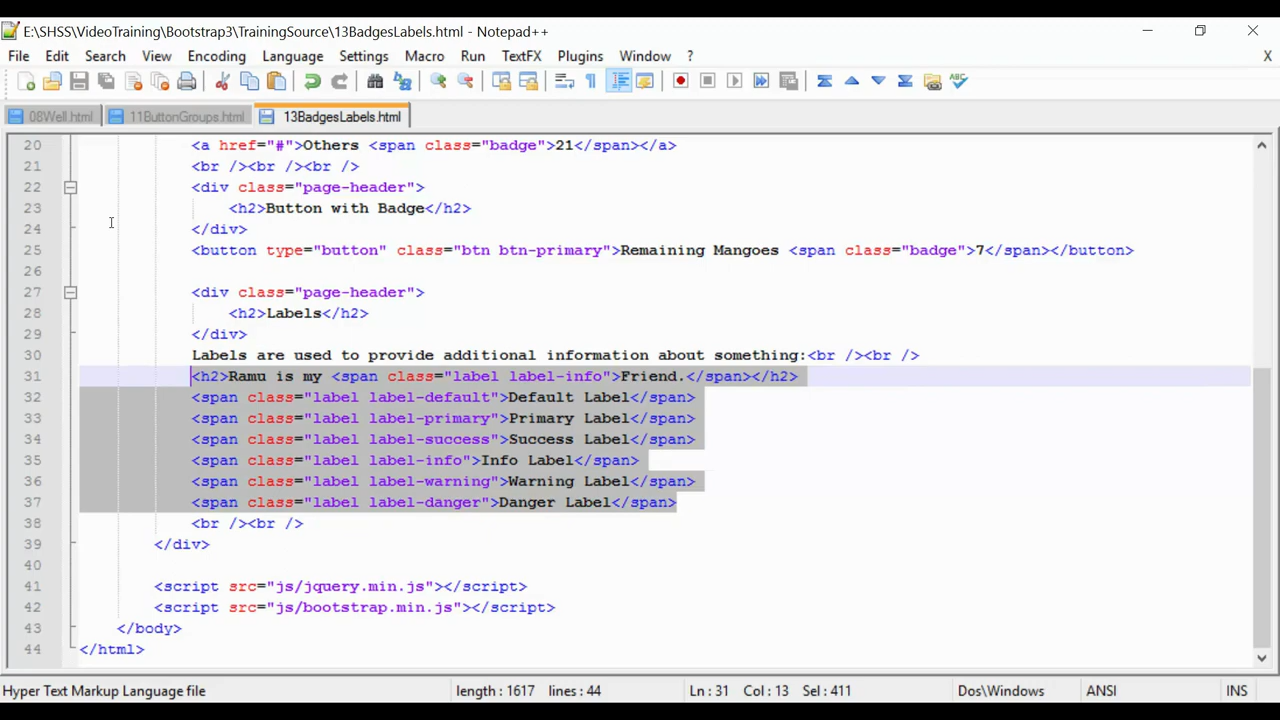 E:\SHSS\VideoTraining\Bootstrap3\TrainingSource\13BadgesLabels.html - Notepad++
File Edit Search View Encoding Language Settings Macro Run TextFX Plugins Window ? X
08Well.html 11ButtonGroups.html 13BadgesLabels.html
20 <a href="#">Others <span class="badge">21</span></a>
21 <br /><br /><br />
22 <div class="page-header">
23 <h2>Button with Badge</h2>
24 </div>
25 <button type="button" class="btn btn-primary">Remaining Mangoes <span class="badge">7</span></button>
26
27 <div class="page-header">
28 <h2>Labels</h2>
29 </div>
30 Labels are used to provide additional information about something:<br /><br />
31 <h2>Ramu is my <span class="label label-info">Friend.</span></h2>
32 <span class="label label-default">Default Label</span>
33 <span class="label label-primary">Primary Label</span>
34 <span class="label label-success">Success Label</span>
35 <span class="label label-info">Info Label</span>
36 <span class="label label-warning">Warning Label</span>
37 <span class="label label-danger">Danger Label</span>
38 <br /><br />
39 </div>
40
41 <script src="js/jquery.min.js"></script>
42 <script src="js/bootstrap.min.js"></script>
43 </body>
44 </html>
Hyper Text Markup Language file length : 1617 lines : 44 Ln : 31 Col : 13 Sel : 411 Dos\Windows ANSI INS